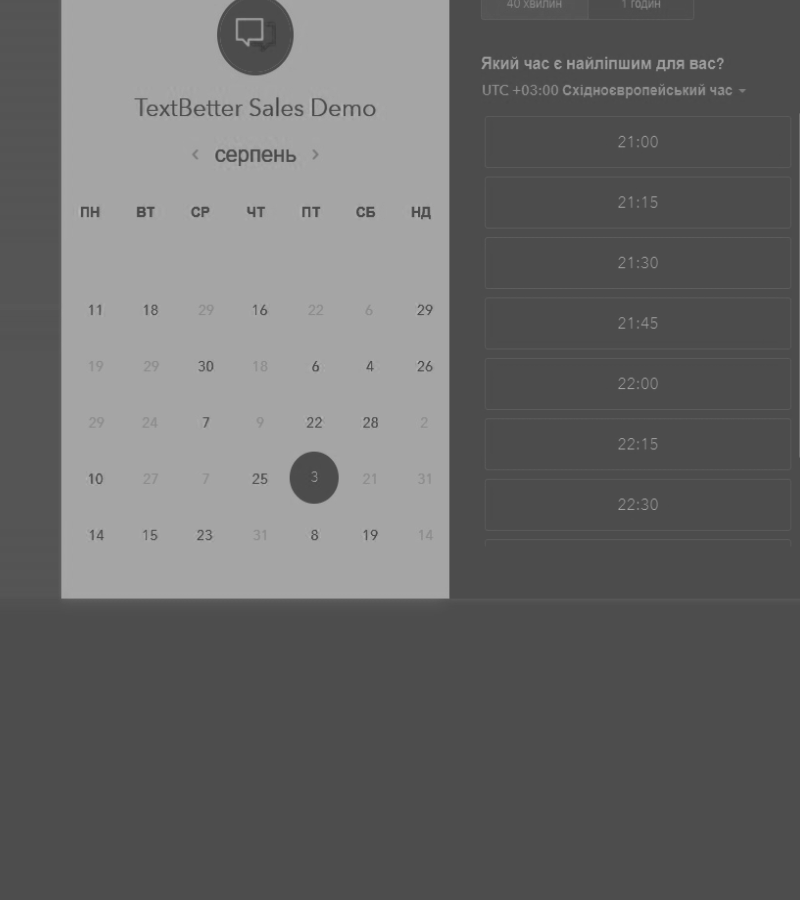 TextBetter Sales Demo
‹ серпень ›
ПН ВТ СР ЧТ ПТ СБ НД
11 18 29 16 22 6 29
19 29 30 18 6 4 26
29 24 7 9 22 28 2
10 27 7 25 3 21 31
14 15 23 31 8 19 14
40 хвилин 1 годин
Який час є найліпшим для вас?
UTC +03:00 Східноєвропейський час
21:00
21:15
21:30
21:45
22:00
22:15
22:30